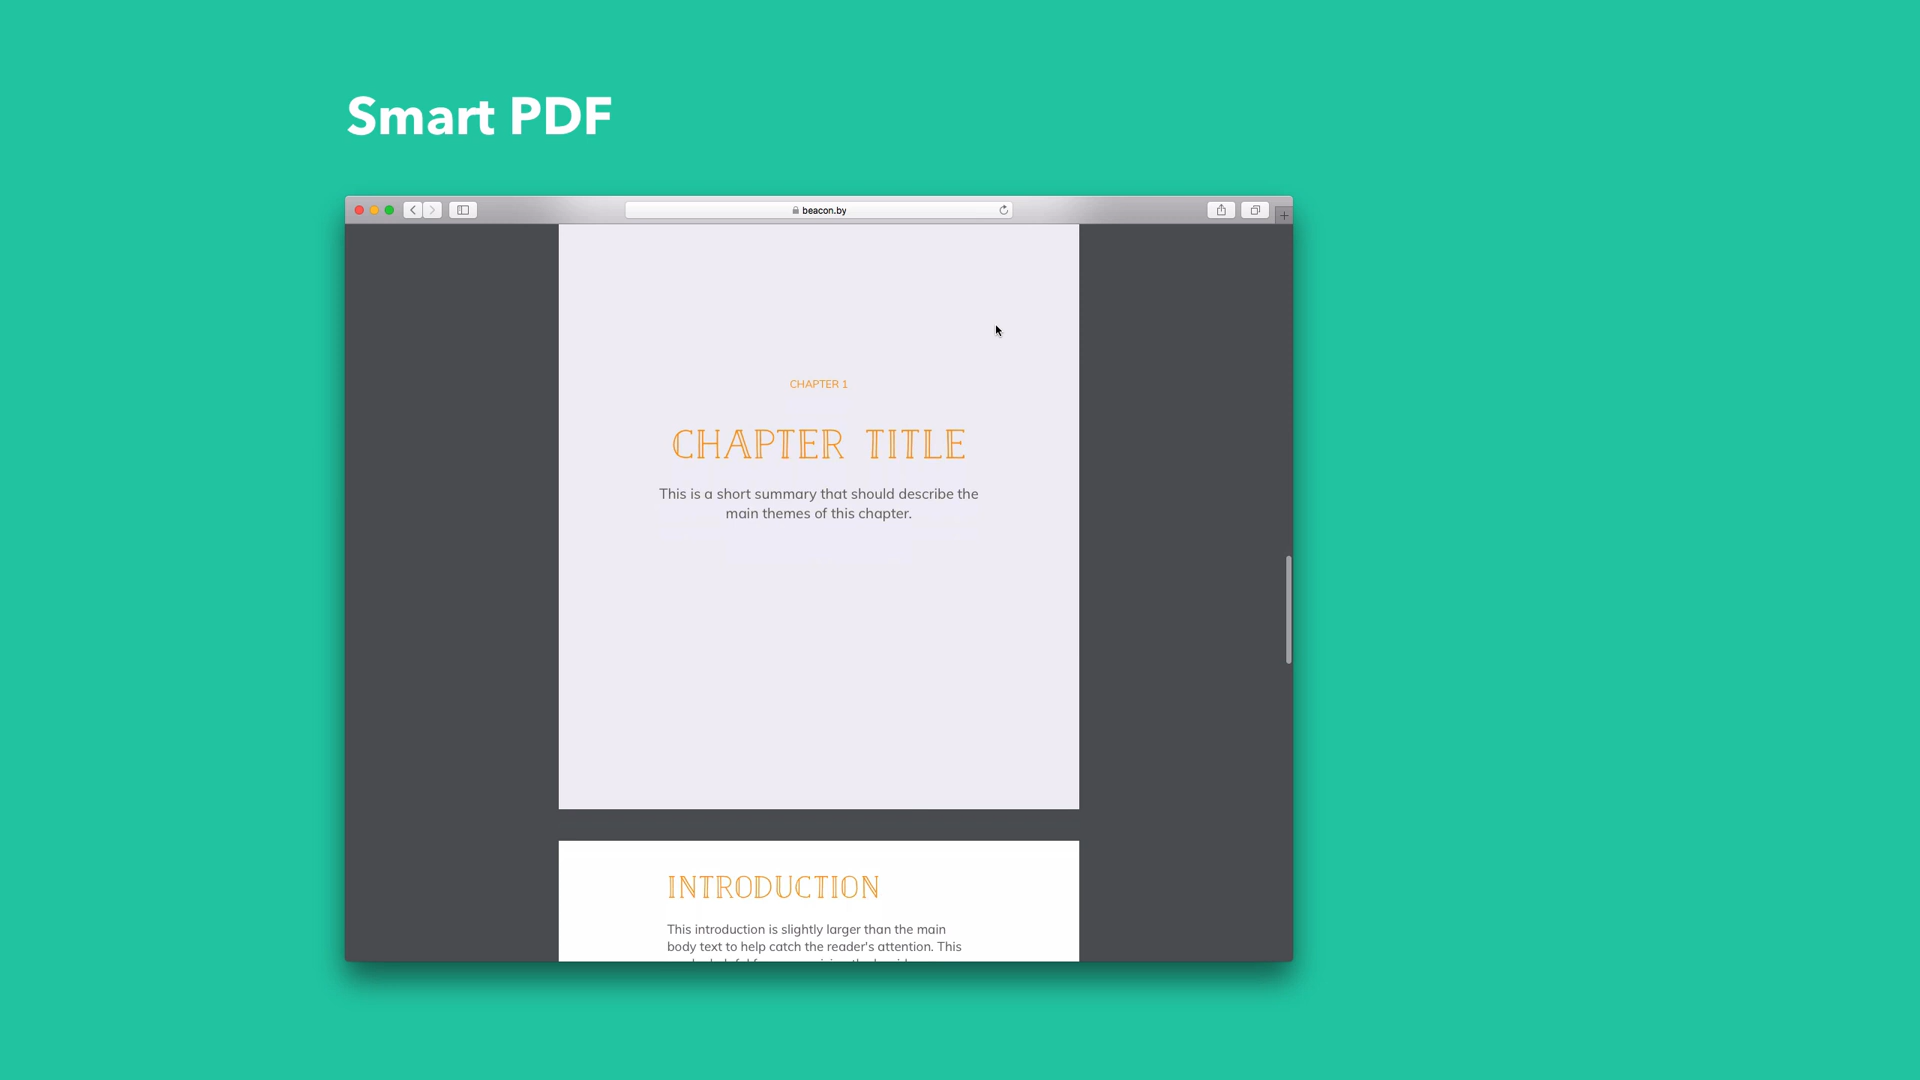 Smart PDF
beacon.by
CHAPTER 1
CHAPTER TITLE
This is a short summary that should describe the
main themes of this chapter.
INTRODUCTION
This introduction is slightly larger than the main
body text to help catch the reader's attention. This